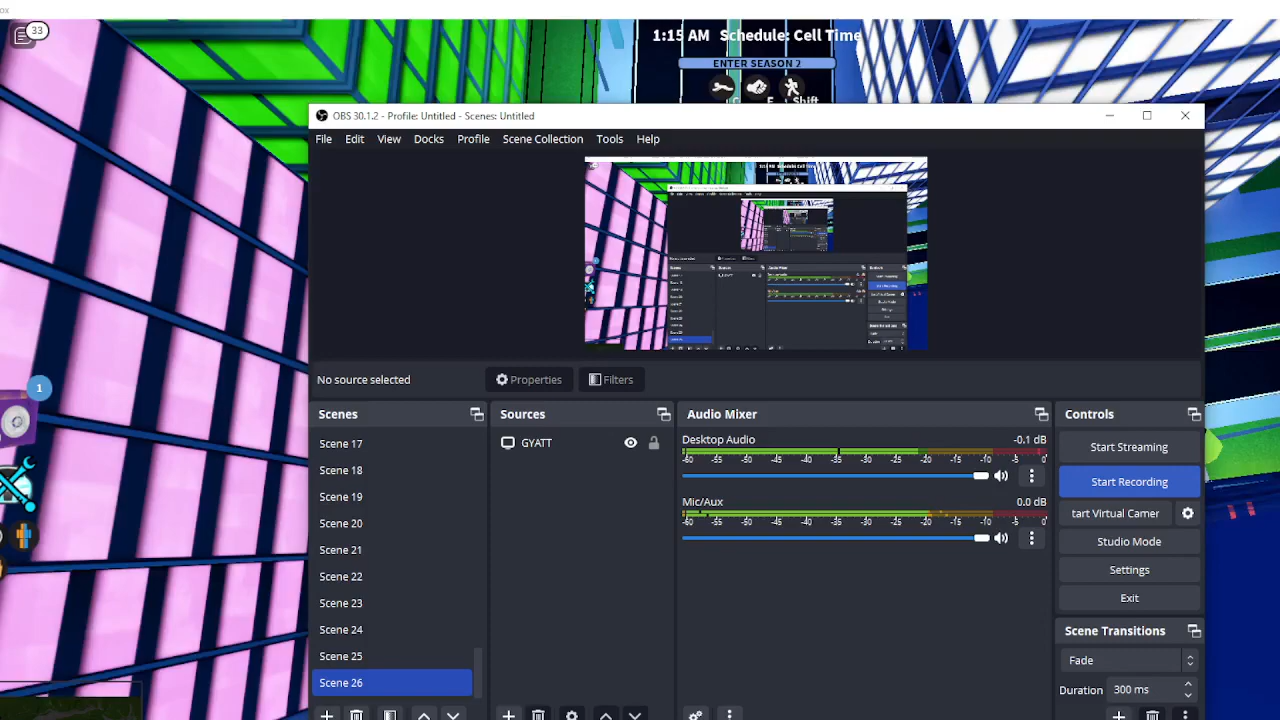 ox
33
1:15 AM Schedule: Cell Time
ENTER SEASON 2
C E Shift
OBS 30.1.2 - Profile: Untitled - Scenes: Untitled
File Edit View Docks Profile Scene Collection Tools Help
No source selected Properties Filters
1
Scenes Sources Audio Mixer Controls
Scene 17
Scene 18
Scene 19
Scene 20
Scene 21
Scene 22
Scene 23
Scene 24
Scene 25
Scene 26
GYATT
Desktop Audio -0.1 dB
-60 -55 -50 -45 -40 -35 -30 -25 -20 -15 -10 -5 0
Mic/Aux 0.0 dB
-60 -55 -50 -45 -40 -35 -30 -25 -20 -15 -10 -5 0
Start Streaming
Start Recording
tart Virtual Camer
Studio Mode
Settings
Exit
Scene Transitions
Fade
Duration 300 ms